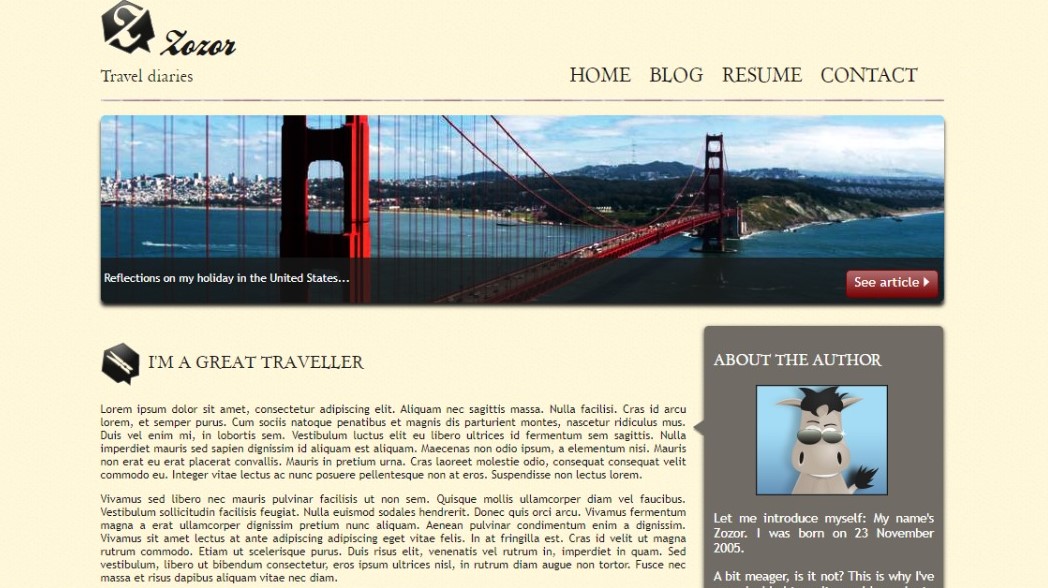 Zozor
Travel diaries
HOME BLOG RESUME CONTACT
Reflections on my holiday in the United States...
See article
I'M A GREAT TRAVELLER
Lorem ipsum dolor sit amet, consectetur adipiscing elit. Aliquam nec sagittis massa. Nulla facilisi. Cras id arcu
lorem, et semper purus. Cum sociis natoque penatibus et magnis dis parturient montes, nascetur ridiculus mus.
Duis vel enim mi, in lobortis sem. Vestibulum luctus elit eu libero ultrices id fermentum sem sagittis. Nulla
imperdiet mauris sed sapien dignissim id aliquam est aliquam. Maecenas non odio ipsum, a elementum nisi. Mauris
non erat eu erat placerat convallis. Mauris in pretium urna. Cras laoreet molestie odio, consequat consequat velit
commodo eu. Integer vitae lectus ac nunc posuere pellentesque non at eros. Suspendisse non lectus lorem.
Vivamus sed libero nec mauris pulvinar facilisis ut non sem. Quisque mollis ullamcorper diam vel faucibus.
Vestibulum sollicitudin facilisis feugiat. Nulla euismod sodales hendrerit. Donec quis orci arcu. Vivamus fermentum
magna a erat ullamcorper dignissim pretium nunc aliquam. Aenean pulvinar condimentum enim a dignissim.
Vivamus sit amet lectus at ante adipiscing adipiscing eget vitae felis. In at fringilla est. Cras id velit ut magna
rutrum commodo. Etiam ut scelerisque purus. Duis risus elit, venenatis vel rutrum in, imperdiet in quam. Sed
vestibulum, libero ut bibendum consectetur, eros ipsum ultrices nisl, in rutrum diam augue non tortor. Fusce nec
massa et risus dapibus aliquam vitae nec diam.
ABOUT THE AUTHOR
Let me introduce myself: My name's
Zozor. I was born on 23 November
2005.
A bit meager, is it not? This is why I've